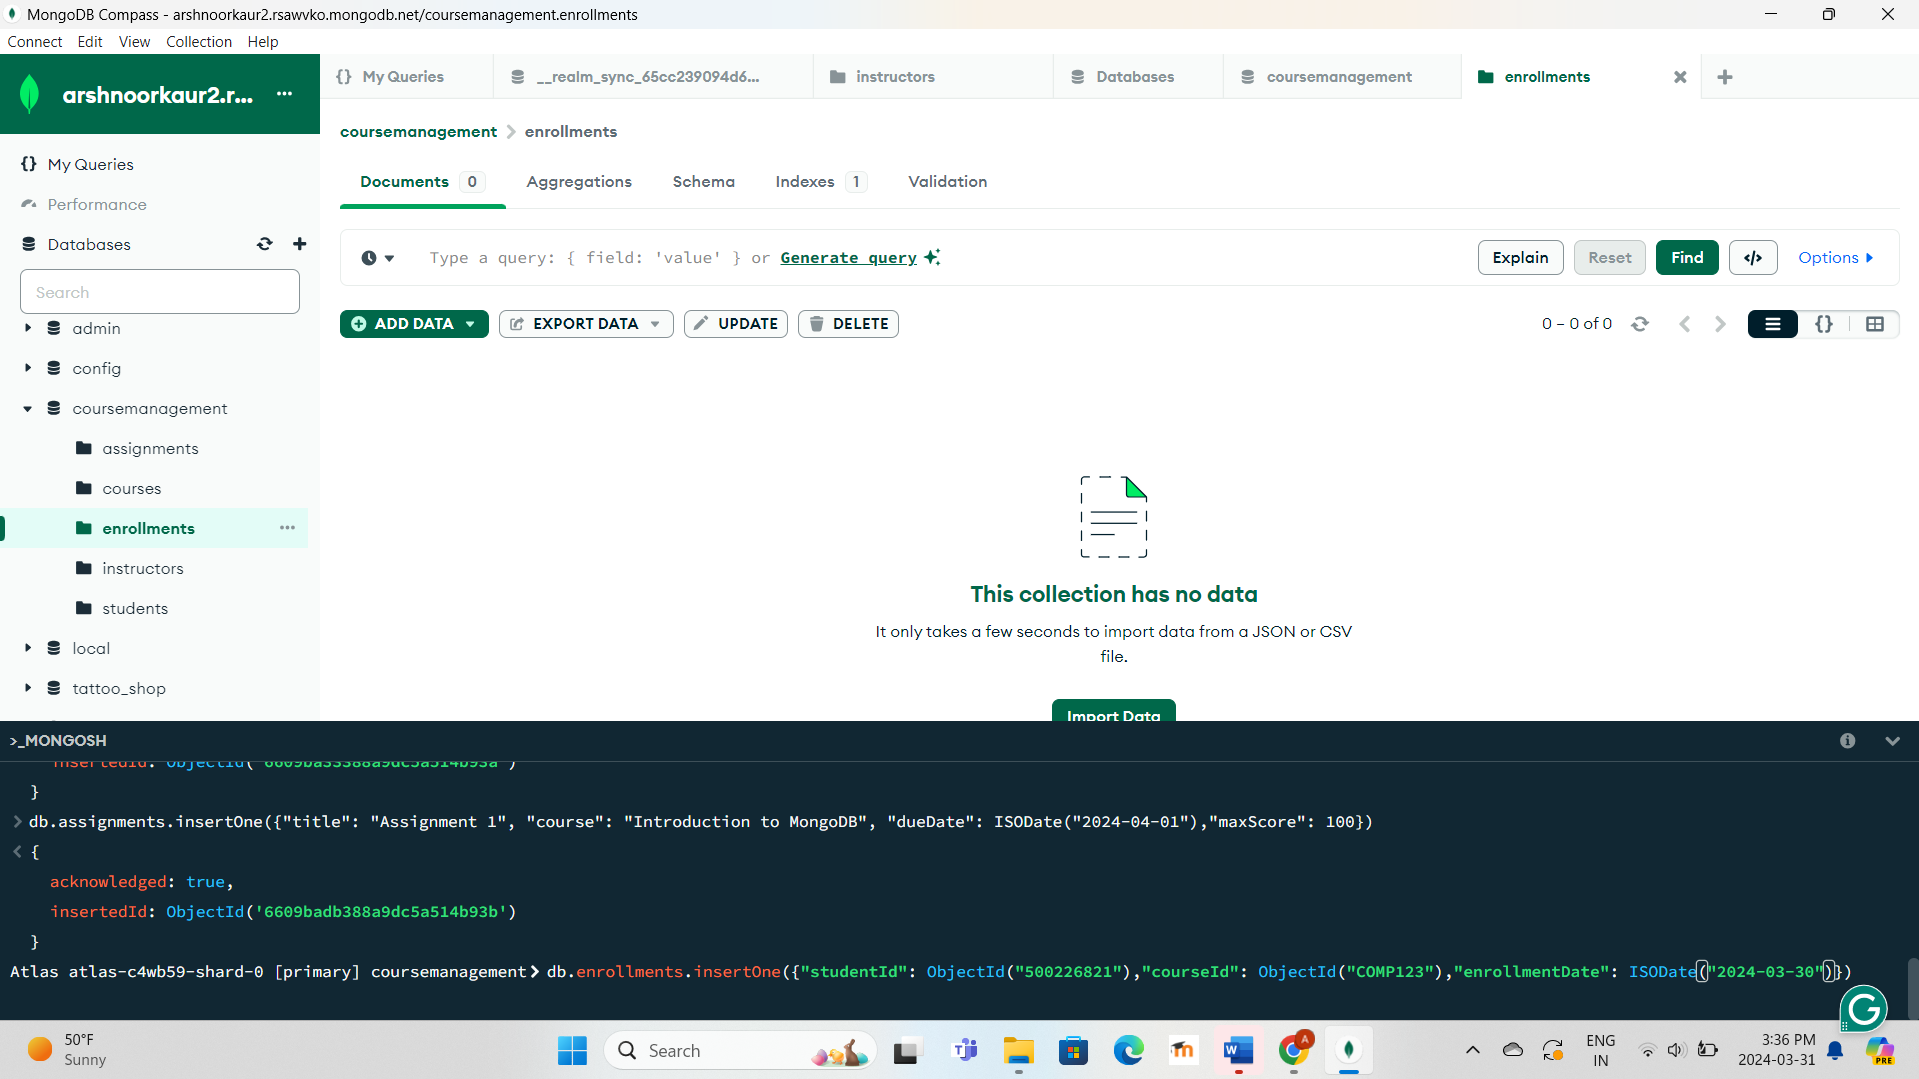 MongoDB Compass - arshnoorkaur2.rsawvko.mongodb.net/coursemanagement.enrollments
Connect Edit View Collection Help
arshnoorkaur2.r... ...
{} My Queries
Performance
Databases
Search
admin
config
coursemanagement
assignments
courses
enrollments
instructors
students
local
tattoo_shop
{} My Queries __realm_sync_65cc239094d6... instructors Databases coursemanagement enrollments
coursemanagement > enrollments
Documents 0 Aggregations Schema Indexes 1 Validation
Type a query: { field: 'value' } or Generate query Explain Reset Find </> Options
ADD DATA EXPORT DATA UPDATE DELETE 0 – 0 of 0 {}
This collection has no data
It only takes a few seconds to import data from a JSON or CSV
file.
Import Data
>_MONGOSH
insertedId: ObjectId('6609ba33388a9dc5a514b93a')
}
> db.assignments.insertOne({"title": "Assignment 1", "course": "Introduction to MongoDB", "dueDate": ISODate("2024-04-01"),"maxScore": 100})
< {
acknowledged: true,
insertedId: ObjectId('6609badb388a9dc5a514b93b')
}
Atlas atlas-c4wb59-shard-0 [primary] coursemanagement> db.enrollments.insertOne({"studentId": ObjectId("500226821"),"courseId": ObjectId("COMP123"),"enrollmentDate": ISODate("2024-03-30")})
50°F
Sunny
Search
ENG
IN
3:36 PM
2024-03-31
PRE